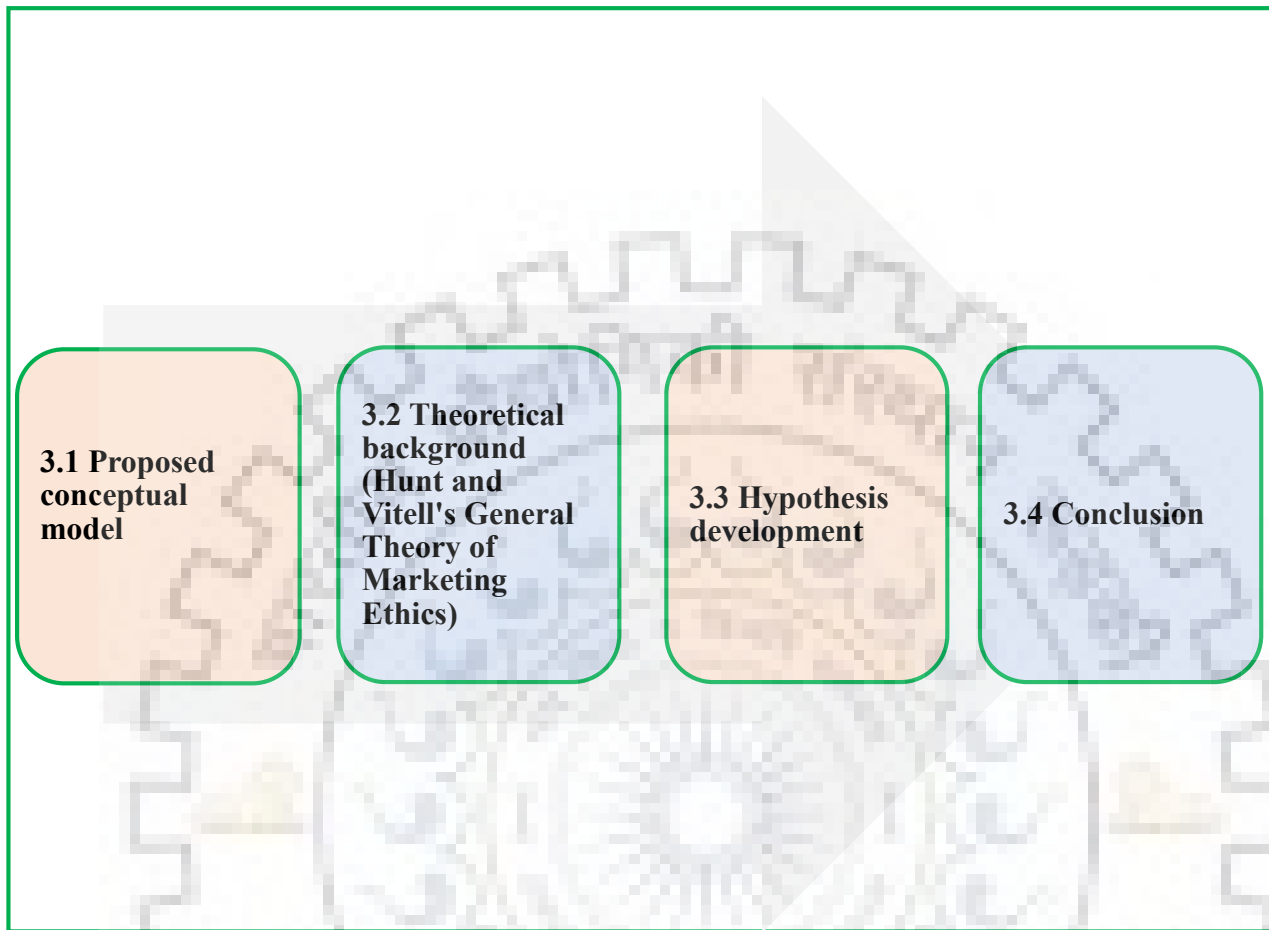 3.1 Proposed
conceptual
model
3.2 Theoretical
background
(Hunt and
Vitell's General
Theory of
Marketing
Ethics)
3.3 Hypothesis
development
3.4 Conclusion